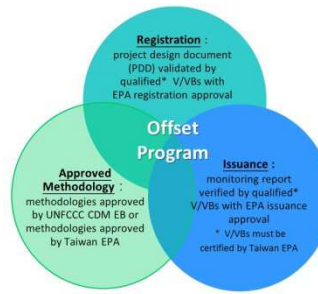 Registration :
project design document
(PDD) validated by
qualified* V/VBs with
EPA registration approval
Offset
Program
Approved
Methodology :
methodologies approved
by UNFCCC CDM EB or
methodologies approved
by Taiwan EPA
Issuance :
monitoring report
verified by qualified*
V/VBs with EPA issuance
approval
* V/VBs must be
certified by Taiwan EPA